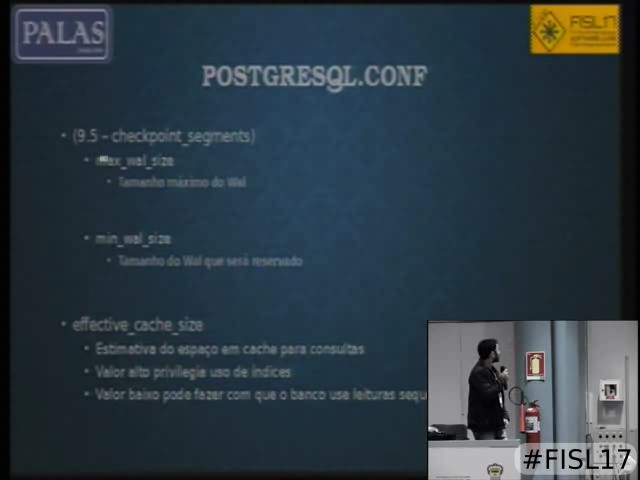 PALAS
FISL17
POSTGRESQL.CONF
(9.5 – checkpoint_segments)
max_wal_size
Tamanho máximo do Wal
min_wal_size
Tamanho do Wal que será reservado
effective_cache_size
Estimativa do espaço em cache para consultas
Valor alto privilegia uso de índices
Valor baixo pode fazer com que o banco use leituras sequ
#FISL17